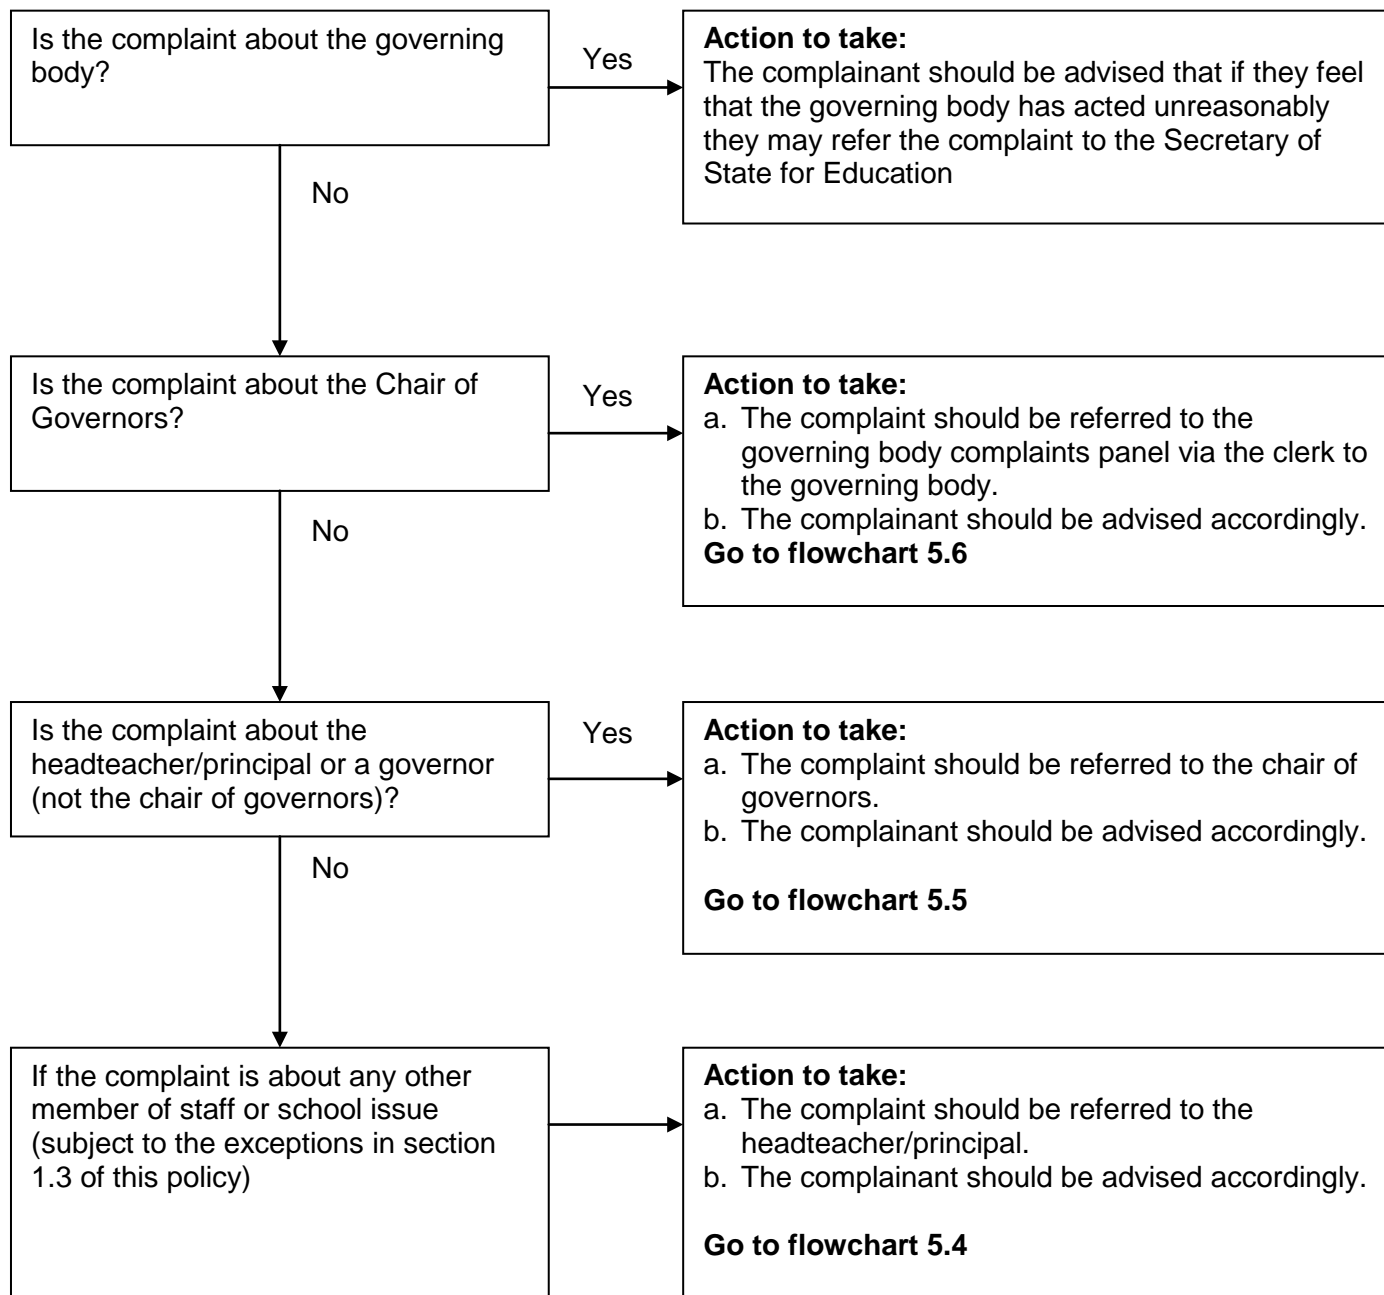 Is the complaint about the governing
body?
Yes
Action to take:
The complainant should be advised that if they feel
that the governing body has acted unreasonably
they may refer the complaint to the Secretary of
State for Education
No
Is the complaint about the Chair of
Governors?
Yes
Action to take:
a. The complaint should be referred to the
governing body complaints panel via the clerk to
the governing body.
b. The complainant should be advised accordingly.
Go to flowchart 5.6
No
Is the complaint about the
headteacher/principal or a governor
(not the chair of governors)?
Yes
Action to take:
a. The complaint should be referred to the chair of
governors.
b. The complainant should be advised accordingly.
Go to flowchart 5.5
No
If the complaint is about any other
member of staff or school issue
(subject to the exceptions in section
1.3 of this policy)
Action to take:
a. The complaint should be referred to the
headteacher/principal.
b. The complainant should be advised accordingly.
Go to flowchart 5.4